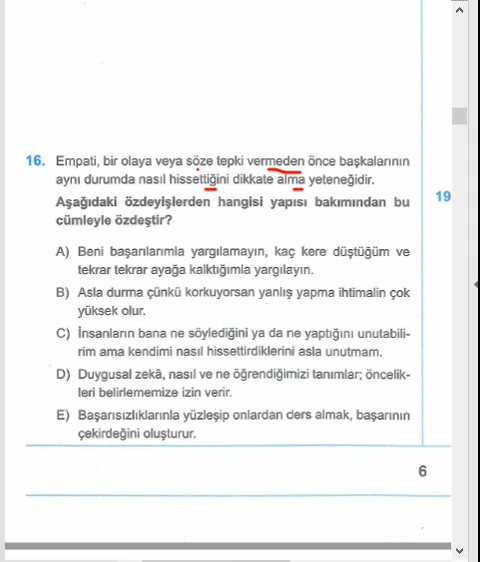 16. Empati, bir olaya veya söze tepki vermeden önce başkalarının
aynı durumda nasıl hissettiğini dikkate alma yeteneğidir.
Aşağıdaki özdeyişlerden hangisi yapısı bakımından bu
cümleyle özdeştir?
19
A) Beni başarılarımla yargılamayın, kaç kere düştüğüm ve
tekrar tekrar ayağa kalktığımla yargılayın.
B) Asla durma çünkü korkuyorsan yanlış yapma ihtimalin çok
yüksek olur.
C) İnsanların bana ne söylediğini ya da ne yaptığını unutabili-
rim ama kendimi nasıl hissettirdiklerini asla unutmam.
D) Duygusal zekâ, nasıl ve ne öğrendiğimizi tanımlar; öncelik-
leri belirlememize izin verir.
E) Başarısızlıklarınla yüzleşip onlardan ders almak, başarının
çekirdeğini oluşturur.
6